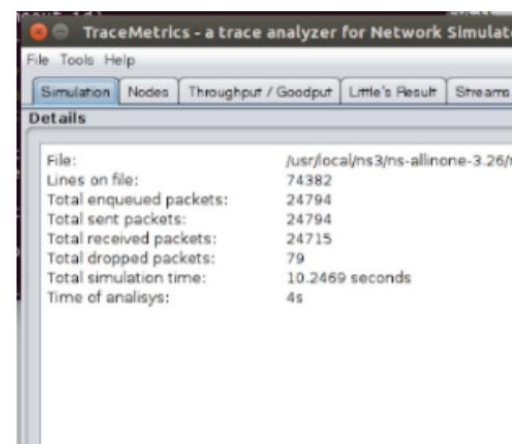 TraceMetrics - a trace analyzer for Network Simulat
File Tools Help
Simulation Nodes Throughput / Goodput Little's Result Streams
Details
File: /usr/local/ns3/ns-allinone-3.26/
Lines on file: 74382
Total enqueued packets: 24794
Total sent packets: 24794
Total received packets: 24715
Total dropped packets: 79
Total simulation time: 10.2469 seconds
Time of analisys: 4s